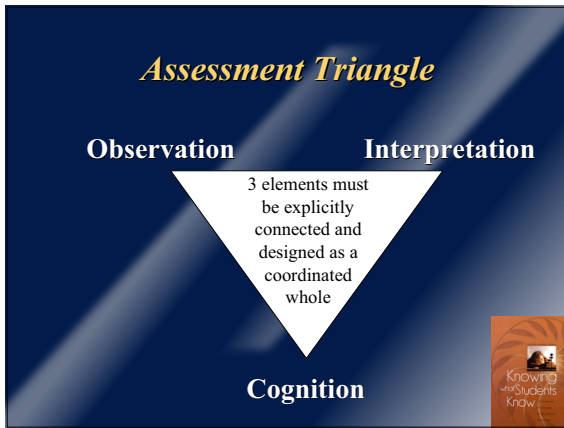 Assessment Triangle
Observation
Interpretation
3 elements must
be explicitly
connected and
designed as a
coordinated
whole
Cognition
Knowing
what Students
Know